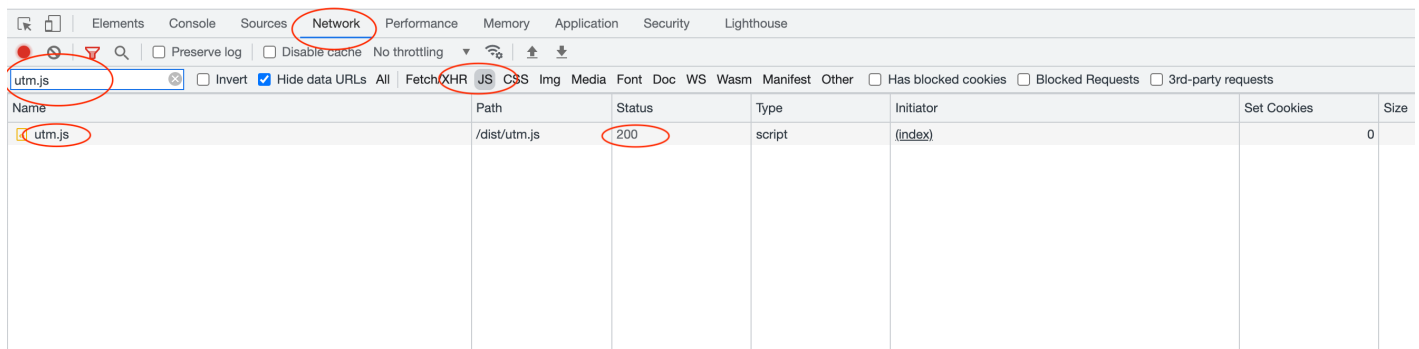 Elements Console Sources Network Performance Memory Application Security Lighthouse
Preserve log Disable cache No throttling
utm.js Invert Hide data URLs All Fetch/XHR JS CSS Img Media Font Doc WS Wasm Manifest Other Has blocked cookies Blocked Requests 3rd-party requests
Name Path Status Type Initiator Set Cookies Size
utm.js /dist/utm.js 200 script (index) 0